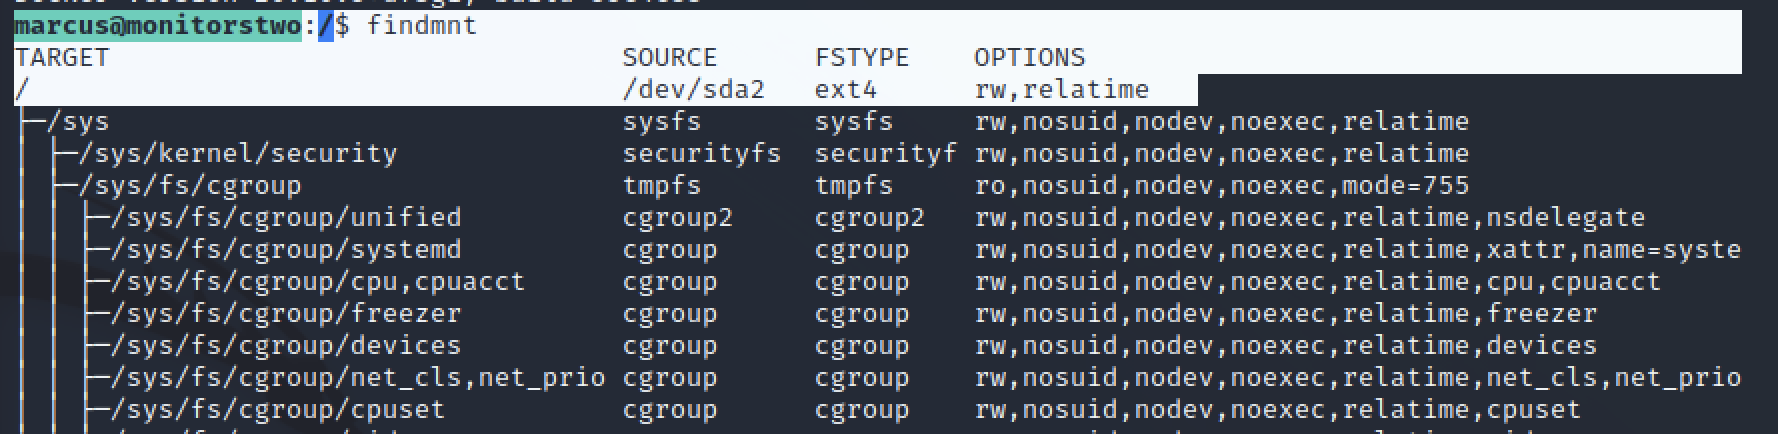 marcus@monitorstwo:/$ findmnt
TARGET SOURCE FSTYPE OPTIONS
/ /dev/sda2 ext4 rw,relatime
├─/sys sysfs sysfs rw,nosuid,nodev,noexec,relatime
│ ├─/sys/kernel/security securityfs securityf rw,nosuid,nodev,noexec,relatime
│ ├─/sys/fs/cgroup tmpfs tmpfs ro,nosuid,nodev,noexec,mode=755
│ │ ├─/sys/fs/cgroup/unified cgroup2 cgroup2 rw,nosuid,nodev,noexec,relatime,nsdelegate
│ │ ├─/sys/fs/cgroup/systemd cgroup cgroup rw,nosuid,nodev,noexec,relatime,xattr,name=syste
│ │ ├─/sys/fs/cgroup/cpu,cpuacct cgroup cgroup rw,nosuid,nodev,noexec,relatime,cpu,cpuacct
│ │ ├─/sys/fs/cgroup/freezer cgroup cgroup rw,nosuid,nodev,noexec,relatime,freezer
│ │ ├─/sys/fs/cgroup/devices cgroup cgroup rw,nosuid,nodev,noexec,relatime,devices
│ │ ├─/sys/fs/cgroup/net_cls,net_prio cgroup cgroup rw,nosuid,nodev,noexec,relatime,net_cls,net_prio
│ │ ├─/sys/fs/cgroup/cpuset cgroup cgroup rw,nosuid,nodev,noexec,relatime,cpuset